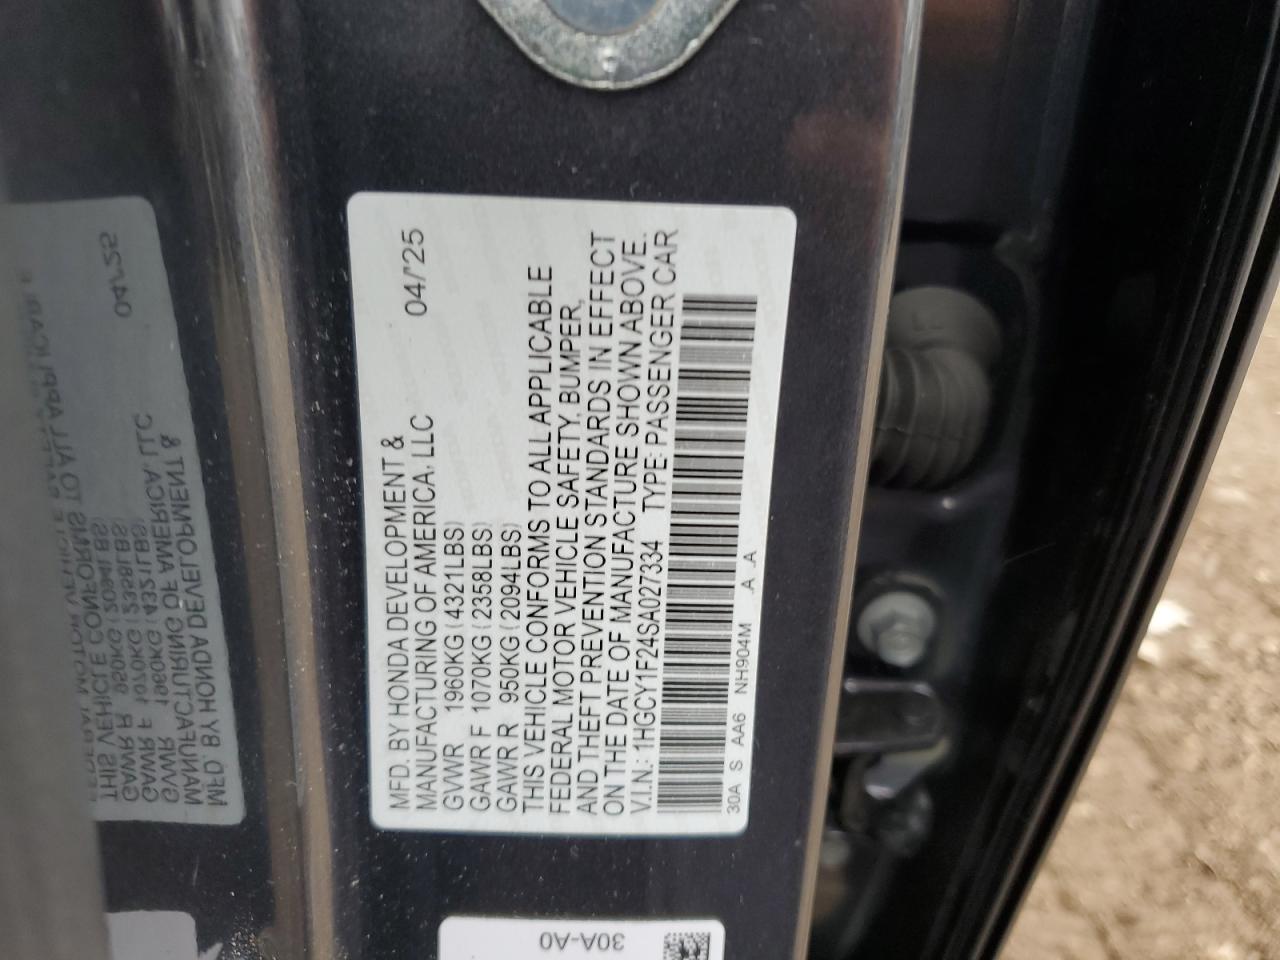 MFD. BY HONDA DEVELOPMENT & 04/'25
MANUFACTURING OF AMERICA, LLC
GVWR 1960KG (4321LBS)
GAWR F 1070KG (2358LBS)
GAWR R 950KG (2094LBS)
THIS VEHICLE CONFORMS TO ALL APPLICABLE
FEDERAL MOTOR VEHICLE SAFETY, BUMPER,
AND THEFT PREVENTION STANDARDS IN EFFECT
ON THE DATE OF MANUFACTURE SHOWN ABOVE.
V.I.N.: 1HGCY1F24SA027334 TYPE: PASSENGER CAR
30A S AA6 NH904M A A
30A-A0